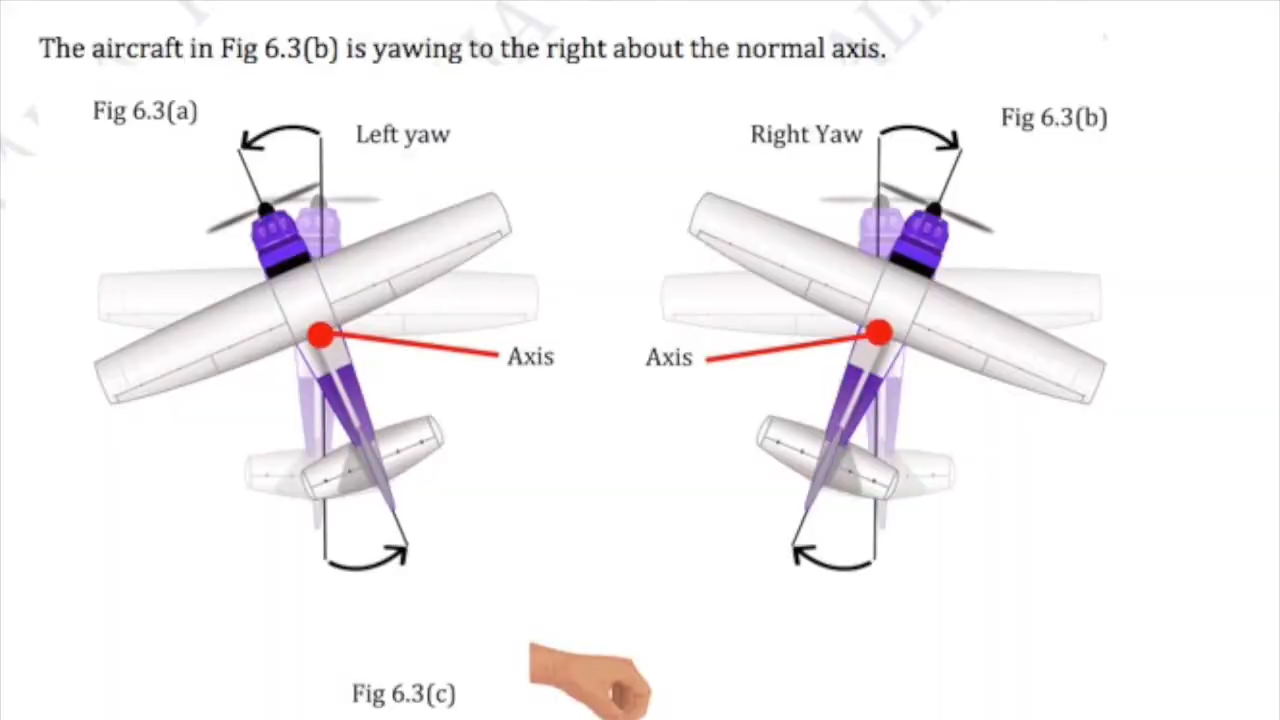 The aircraft in Fig 6.3(b) is yawing to the right about the normal axis.
Fig 6.3(a)
Left yaw
Right Yaw
Fig 6.3(b)
Axis
Axis
Fig 6.3(c)